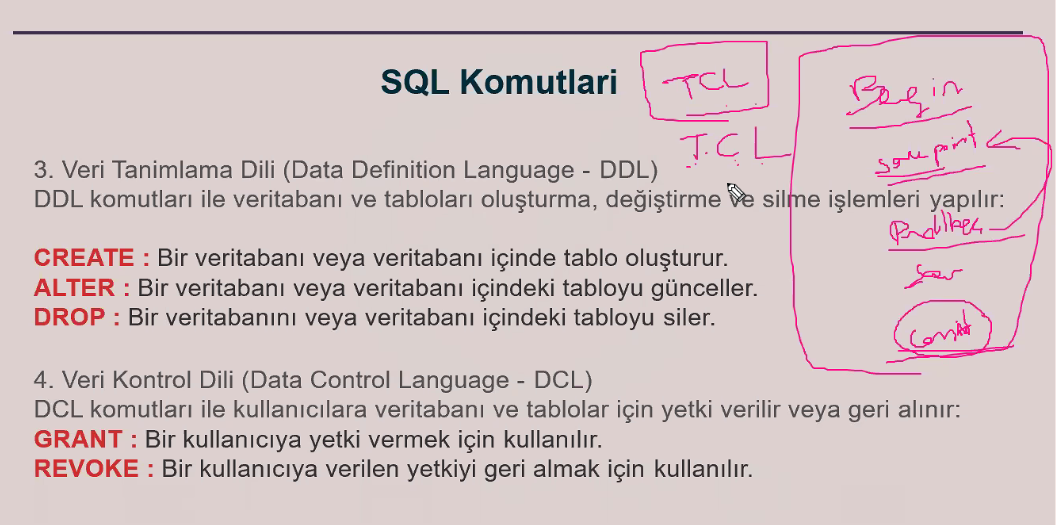 SQL Komutlari
TCL
T.C.L
Begin
Save point
3. Veri Tanimlama Dili (Data Definition Language - DDL)
DDL komutları ile veritabanı ve tabloları oluşturma, değiştirme ve silme işlemleri yapılır:
CREATE : Bir veritabanı veya veritabanı içinde tablo oluşturur.
ALTER : Bir veritabanı veya veritabanı içindeki tabloyu günceller.
DROP : Bir veritabanını veya veritabanı içindeki tabloyu siler.
4. Veri Kontrol Dili (Data Control Language - DCL)
DCL komutları ile kullanıcılara veritabanı ve tablolar için yetki verilir veya geri alınır:
GRANT : Bir kullanıcıya yetki vermek için kullanılır.
REVOKE : Bir kullanıcıya verilen yetkiyi geri almak için kullanılır.